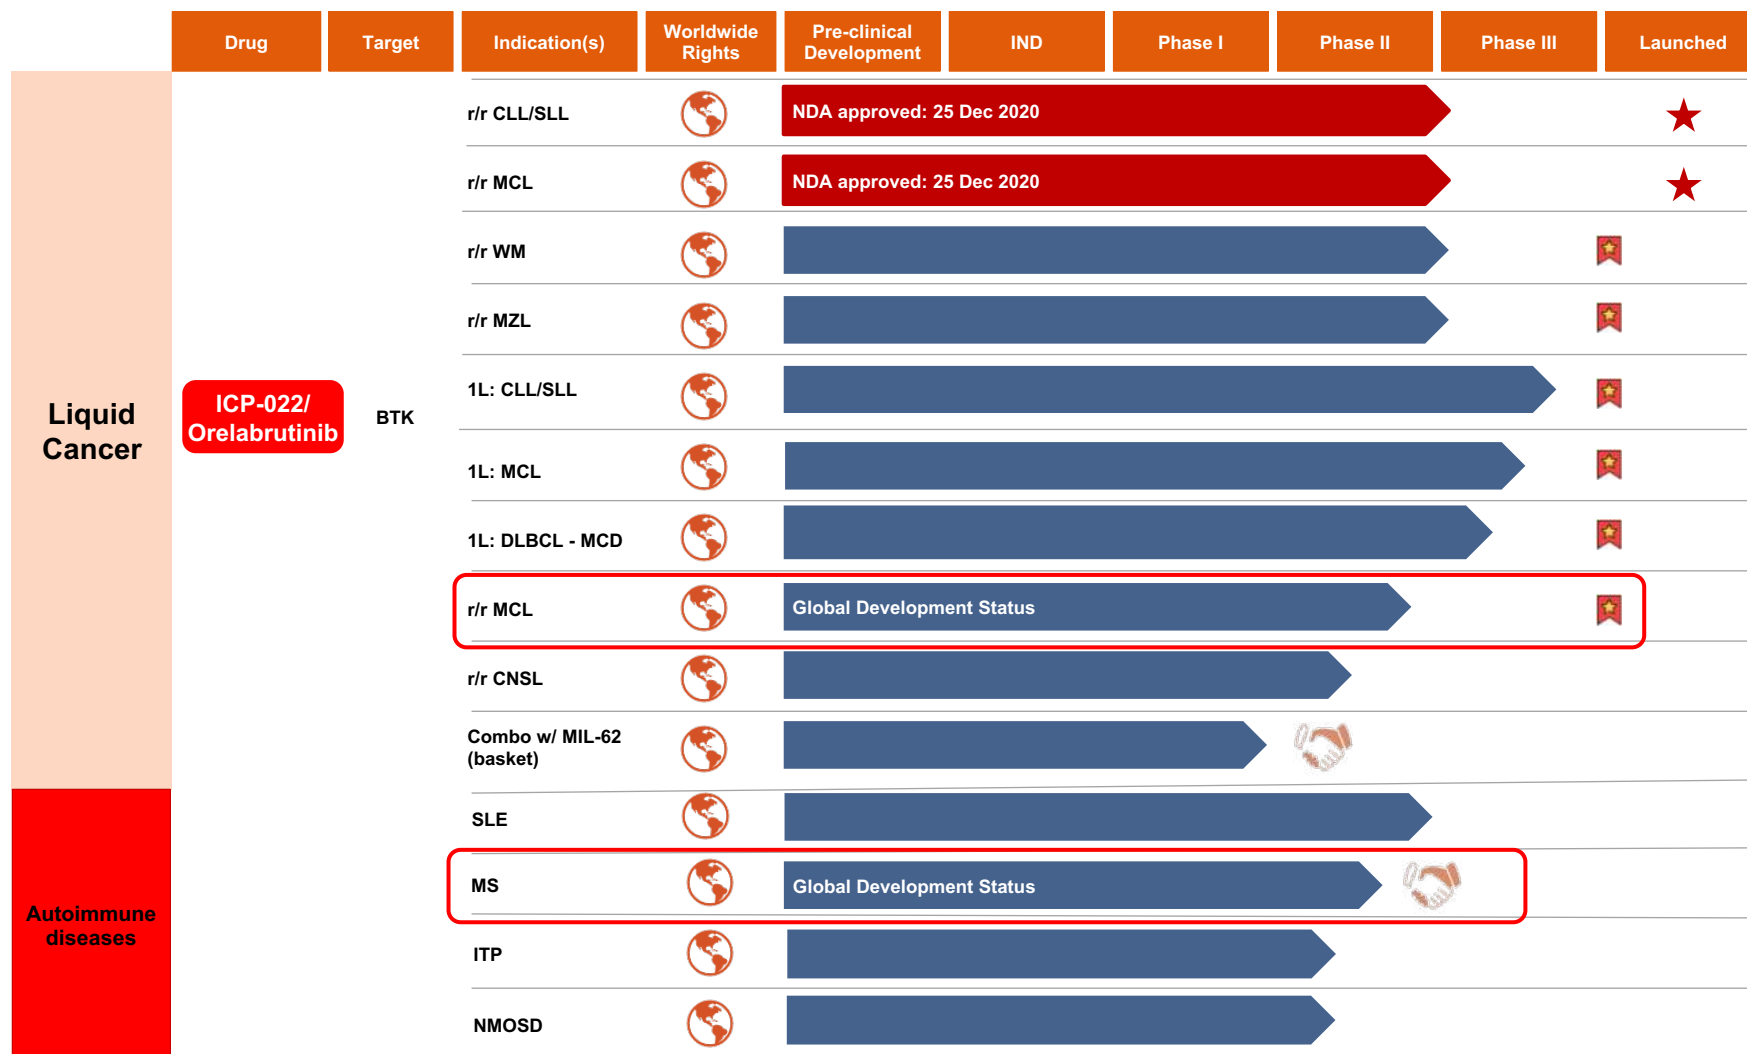 Drug
Target
Indication(s)
Worldwide
Rights
Pre-clinical
Development
IND
Phase I
Phase II
Phase III
Launched
Liquid
Cancer
ICP-022/
Orelabrutinib
BTK
r/r CLL/SLL
NDA approved: 25 Dec 2020
r/r MCL
NDA approved: 25 Dec 2020
r/r WM
r/r MZL
1L: CLL/SLL
1L: MCL
1L: DLBCL - MCD
r/r MCL
Global Development Status
r/r CNSL
Combo w/ MIL-62
(basket)
Autoimmune
diseases
SLE
MS
Global Development Status
ITP
NMOSD